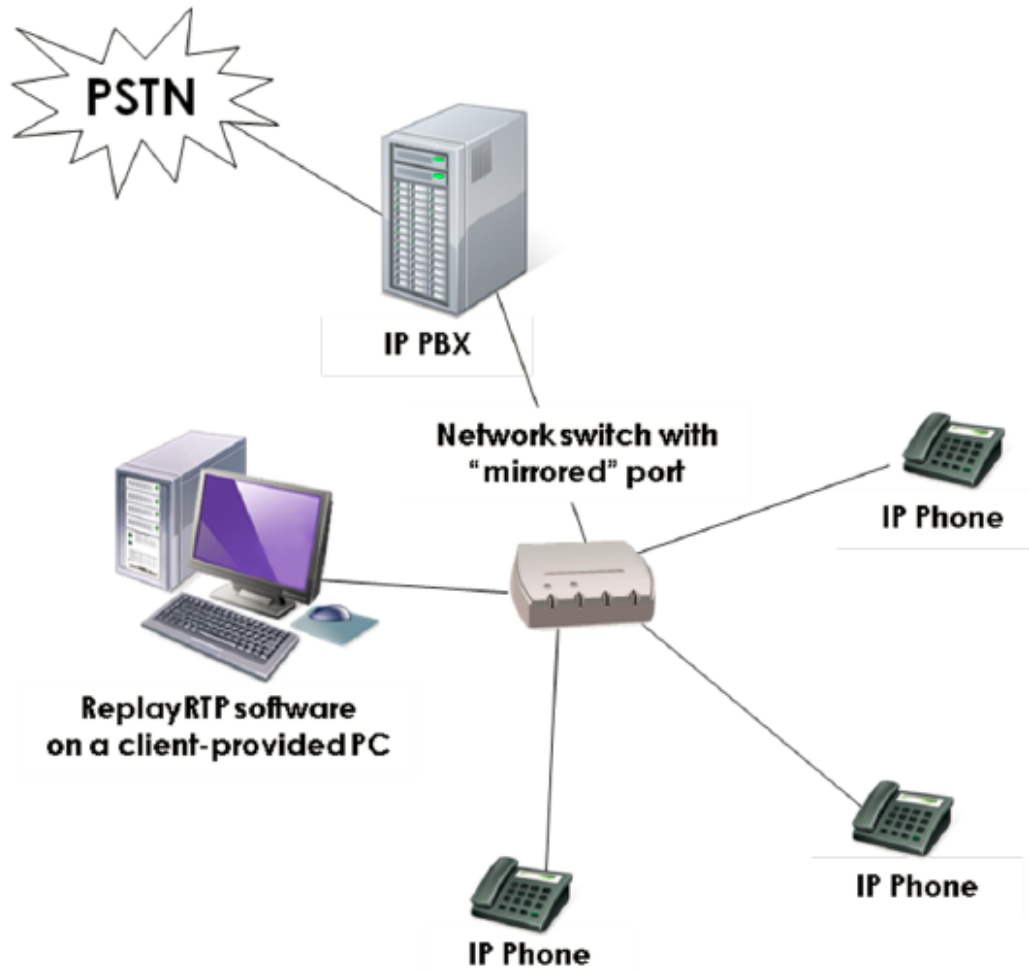 PSTN
IP PBX
Network switch with
“mirrored” port
IP Phone
ReplayRTP software
on a client-provided PC
IP Phone
IP Phone